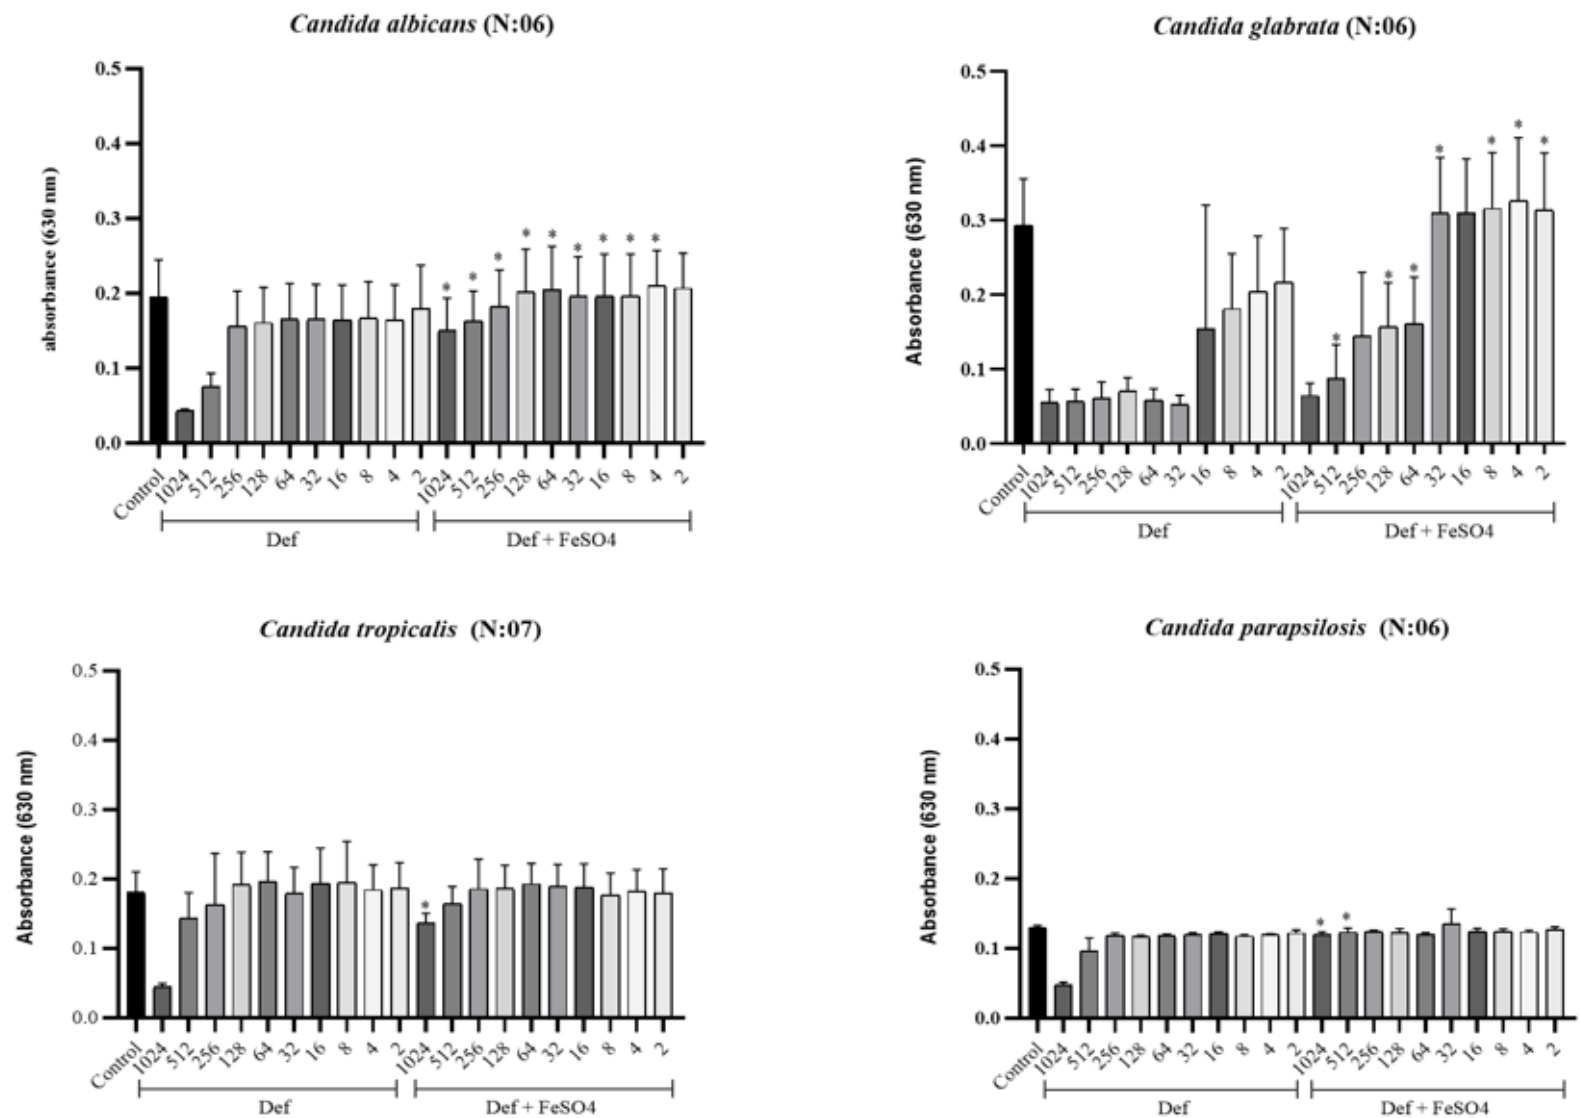 Candida albicans (N:06)
absorbance (630 nm)
0.5
0.4
0.3
0.2
0.1
0.0
* * * * * * * * *
Control 1024 512 256 128 64 32 16 8 4 2 1024 512 256 128 64 32 16 8 4 2
Def
Def + FeSO4
Candida glabrata (N:06)
Absorbance (630 nm)
0.5
0.4
0.3
0.2
0.1
0.0
* * * * * * *
Control 1024 512 256 128 64 32 16 8 4 2 1024 512 256 128 64 32 16 8 4 2
Def
Def + FeSO4
Candida tropicalis (N:07)
Absorbance (630 nm)
0.5
0.4
0.3
0.2
0.1
0.0
*
Control 1024 512 256 128 64 32 16 8 4 2 1024 512 256 128 64 32 16 8 4 2
Def
Def + FeSO4
Candida parapsilosis (N:06)
Absorbance (630 nm)
0.5
0.4
0.3
0.2
0.1
0.0
* *
Control 1024 512 256 128 64 32 16 8 4 2 1024 512 256 128 64 32 16 8 4 2
Def
Def + FeSO4